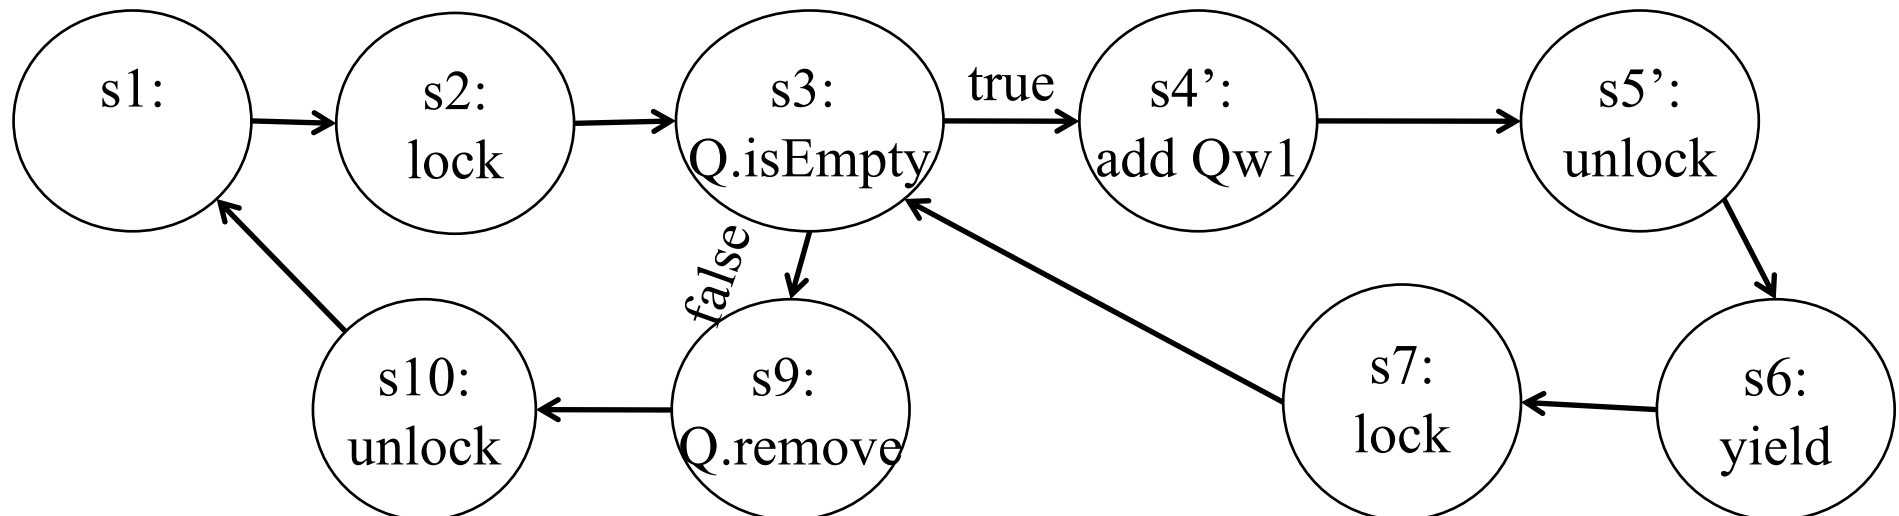 s1:
s2:
lock
s3:
Q.isEmpty
true
s4’:
add Qw1
s5’:
unlock
false
s10:
unlock
s9:
Q.remove
s7:
lock
s6:
yield